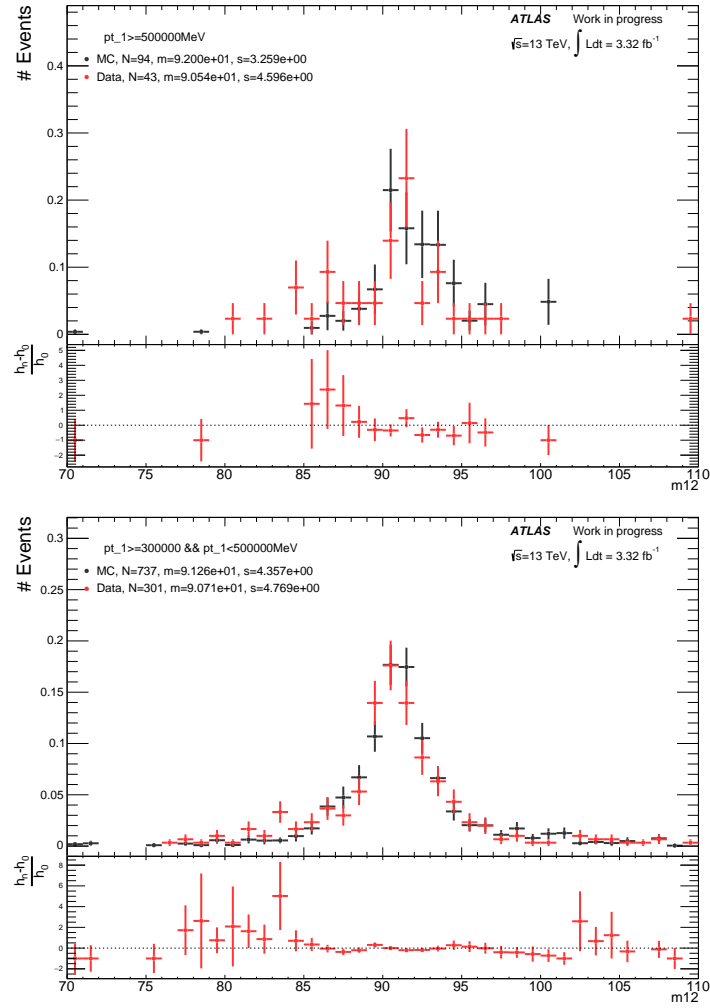 ATLAS Work in progress
√s=13 TeV, ∫ Ldt = 3.32 fb⁻¹
# Events
pt_1>=500000MeV
MC, N=94, m=9.200e+01, s=3.259e+00
Data, N=43, m=9.054e+01, s=4.596e+00
0.4
0.3
0.2
0.1
0
hn-h0
h0
5
4
3
2
1
0
−1
−2
70 75 80 85 90 95 100 105 110
m12
ATLAS Work in progress
√s=13 TeV, ∫ Ldt = 3.32 fb⁻¹
# Events
pt_1>=300000 && pt_1<500000MeV
MC, N=737, m=9.126e+01, s=4.357e+00
Data, N=301, m=9.071e+01, s=4.769e+00
0.3
0.25
0.2
0.15
0.1
0.05
0
hn-h0
h0
8
6
4
2
0
−2
70 75 80 85 90 95 100 105 110
m12